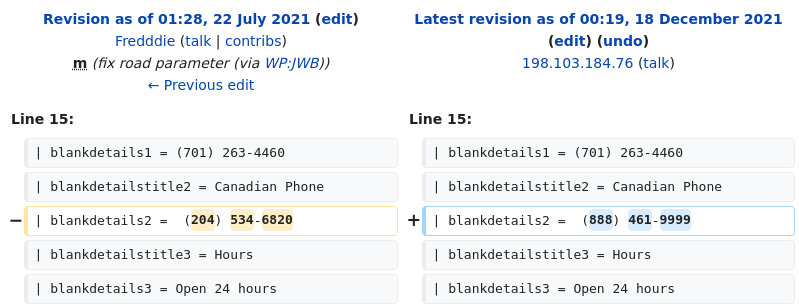 Revision as of 01:28, 22 July 2021 (edit)
Fredddie (talk | contribs)
m (fix road parameter (via WP:JWB))
← Previous edit
Latest revision as of 00:19, 18 December 2021
(edit) (undo)
198.103.184.76 (talk)
Line 15:
Line 15:
| blankdetails1 = (701) 263-4460
| blankdetails1 = (701) 263-4460
| blankdetailstitle2 = Canadian Phone
| blankdetailstitle2 = Canadian Phone
− | blankdetails2 =  (204) 534-6820
+ | blankdetails2 =  (888) 461-9999
| blankdetailstitle3 = Hours
| blankdetailstitle3 = Hours
| blankdetails3 = Open 24 hours
| blankdetails3 = Open 24 hours